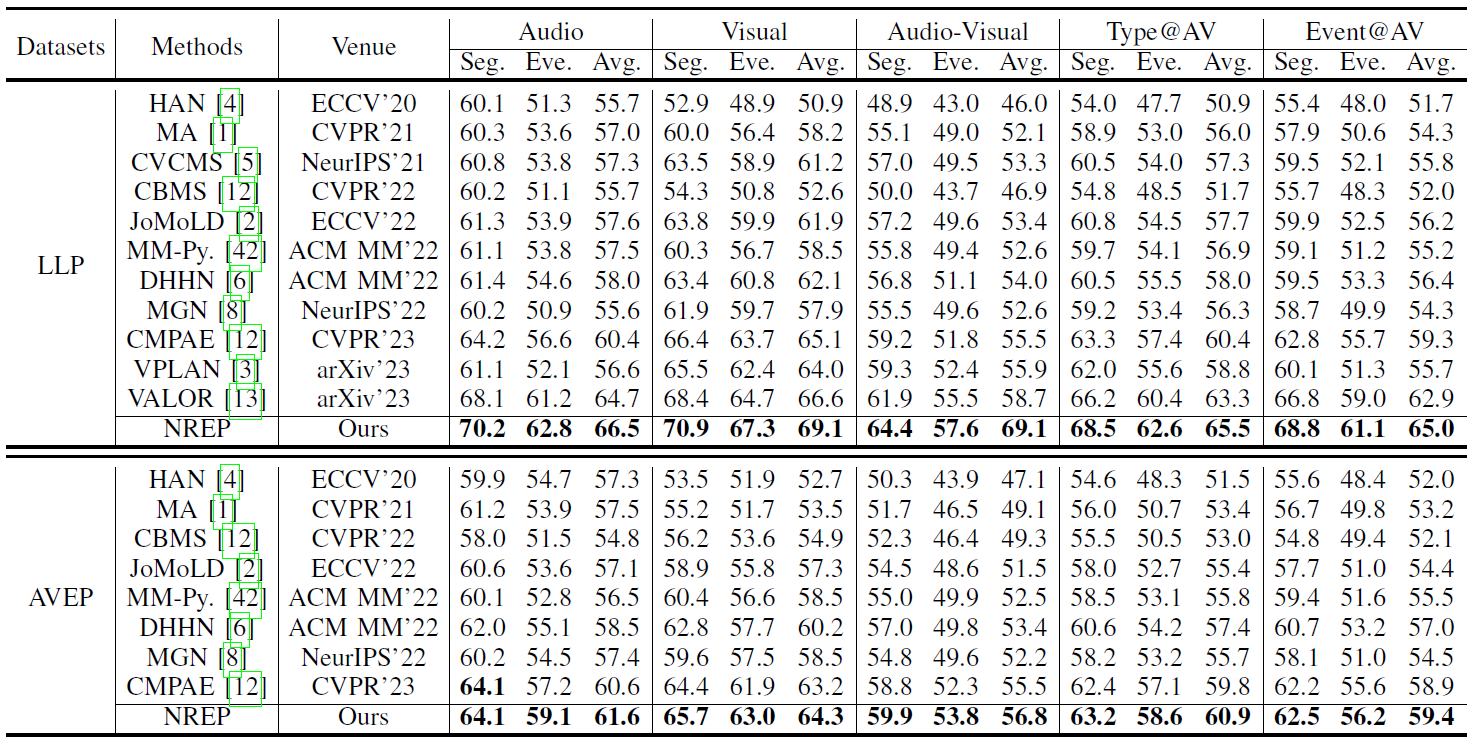 Datasets Methods Venue Audio Visual Audio-Visual Type@AV Event@AV
Seg. Eve. Avg. Seg. Eve. Avg. Seg. Eve. Avg. Seg. Eve. Avg. Seg. Eve. Avg.
LLP
HAN [4] ECCV'20 60.1 51.3 55.7 52.9 48.9 50.9 48.9 43.0 46.0 54.0 47.7 50.9 55.4 48.0 51.7
MA [1] CVPR'21 60.3 53.6 57.0 60.0 56.4 58.2 55.1 49.0 52.1 58.9 53.0 56.0 57.9 50.6 54.3
CVCMS [5] NeurIPS'21 60.8 53.8 57.3 63.5 58.9 61.2 57.0 49.5 53.3 60.5 54.0 57.3 59.5 52.1 55.8
CBMS [12] CVPR'22 60.2 51.1 55.7 54.3 50.8 52.6 50.0 43.7 46.9 54.8 48.5 51.7 55.7 48.3 52.0
JoMoLD [2] ECCV'22 61.3 53.9 57.6 63.8 59.9 61.9 57.2 49.6 53.4 60.8 54.5 57.7 59.9 52.5 56.2
MM-Py. [42] ACM MM'22 61.1 53.8 57.5 60.3 56.7 58.5 55.8 49.4 52.6 59.7 54.1 56.9 59.1 51.2 55.2
DHHN [6] ACM MM'22 61.4 54.6 58.0 63.4 60.8 62.1 56.8 51.1 54.0 60.5 55.5 58.0 59.5 53.3 56.4
MGN [8] NeurIPS'22 60.2 50.9 55.6 61.9 59.7 57.9 55.5 49.6 52.6 59.2 53.4 56.3 58.7 49.9 54.3
CMPAE [12] CVPR'23 64.2 56.6 60.4 66.4 63.7 65.1 59.2 51.8 55.5 63.3 57.4 60.4 62.8 55.7 59.3
VPLAN [3] arXiv'23 61.1 52.1 56.6 65.5 62.4 64.0 59.3 52.4 55.9 62.0 55.6 58.8 60.1 51.3 55.7
VALOR [13] arXiv'23 68.1 61.2 64.7 68.4 64.7 66.6 61.9 55.5 58.7 66.2 60.4 63.3 66.8 59.0 62.9
NREP Ours 70.2 62.8 66.5 70.9 67.3 69.1 64.4 57.6 69.1 68.5 62.6 65.5 68.8 61.1 65.0
AVEP
HAN [4] ECCV'20 59.9 54.7 57.3 53.5 51.9 52.7 50.3 43.9 47.1 54.6 48.3 51.5 55.6 48.4 52.0
MA [1] CVPR'21 61.2 53.9 57.5 55.2 51.7 53.5 51.7 46.5 49.1 56.0 50.7 53.4 56.7 49.8 53.2
CBMS [12] CVPR'22 58.0 51.5 54.8 56.2 53.6 54.9 52.3 46.4 49.3 55.5 50.5 53.0 54.8 49.4 52.1
JoMoLD [2] ECCV'22 60.6 53.6 57.1 58.9 55.8 57.3 54.5 48.6 51.5 58.0 52.7 55.4 57.7 51.0 54.4
MM-Py. [42] ACM MM'22 60.1 52.8 56.5 60.4 56.6 58.5 55.0 49.9 52.5 58.5 53.1 55.8 59.4 51.6 55.5
DHHN [6] ACM MM'22 62.0 55.1 58.5 62.8 57.7 60.2 57.0 49.8 53.4 60.6 54.2 57.4 60.7 53.2 57.0
MGN [8] NeurIPS'22 60.2 54.5 57.4 59.6 57.5 58.5 54.8 49.6 52.2 58.2 53.2 55.7 58.1 51.0 54.5
CMPAE [12] CVPR'23 64.1 57.2 60.6 64.4 61.9 63.2 58.8 52.3 55.5 62.4 57.1 59.8 62.2 55.6 58.9
NREP Ours 64.1 59.1 61.6 65.7 63.0 64.3 59.9 53.8 56.8 63.2 58.6 60.9 62.5 56.2 59.4